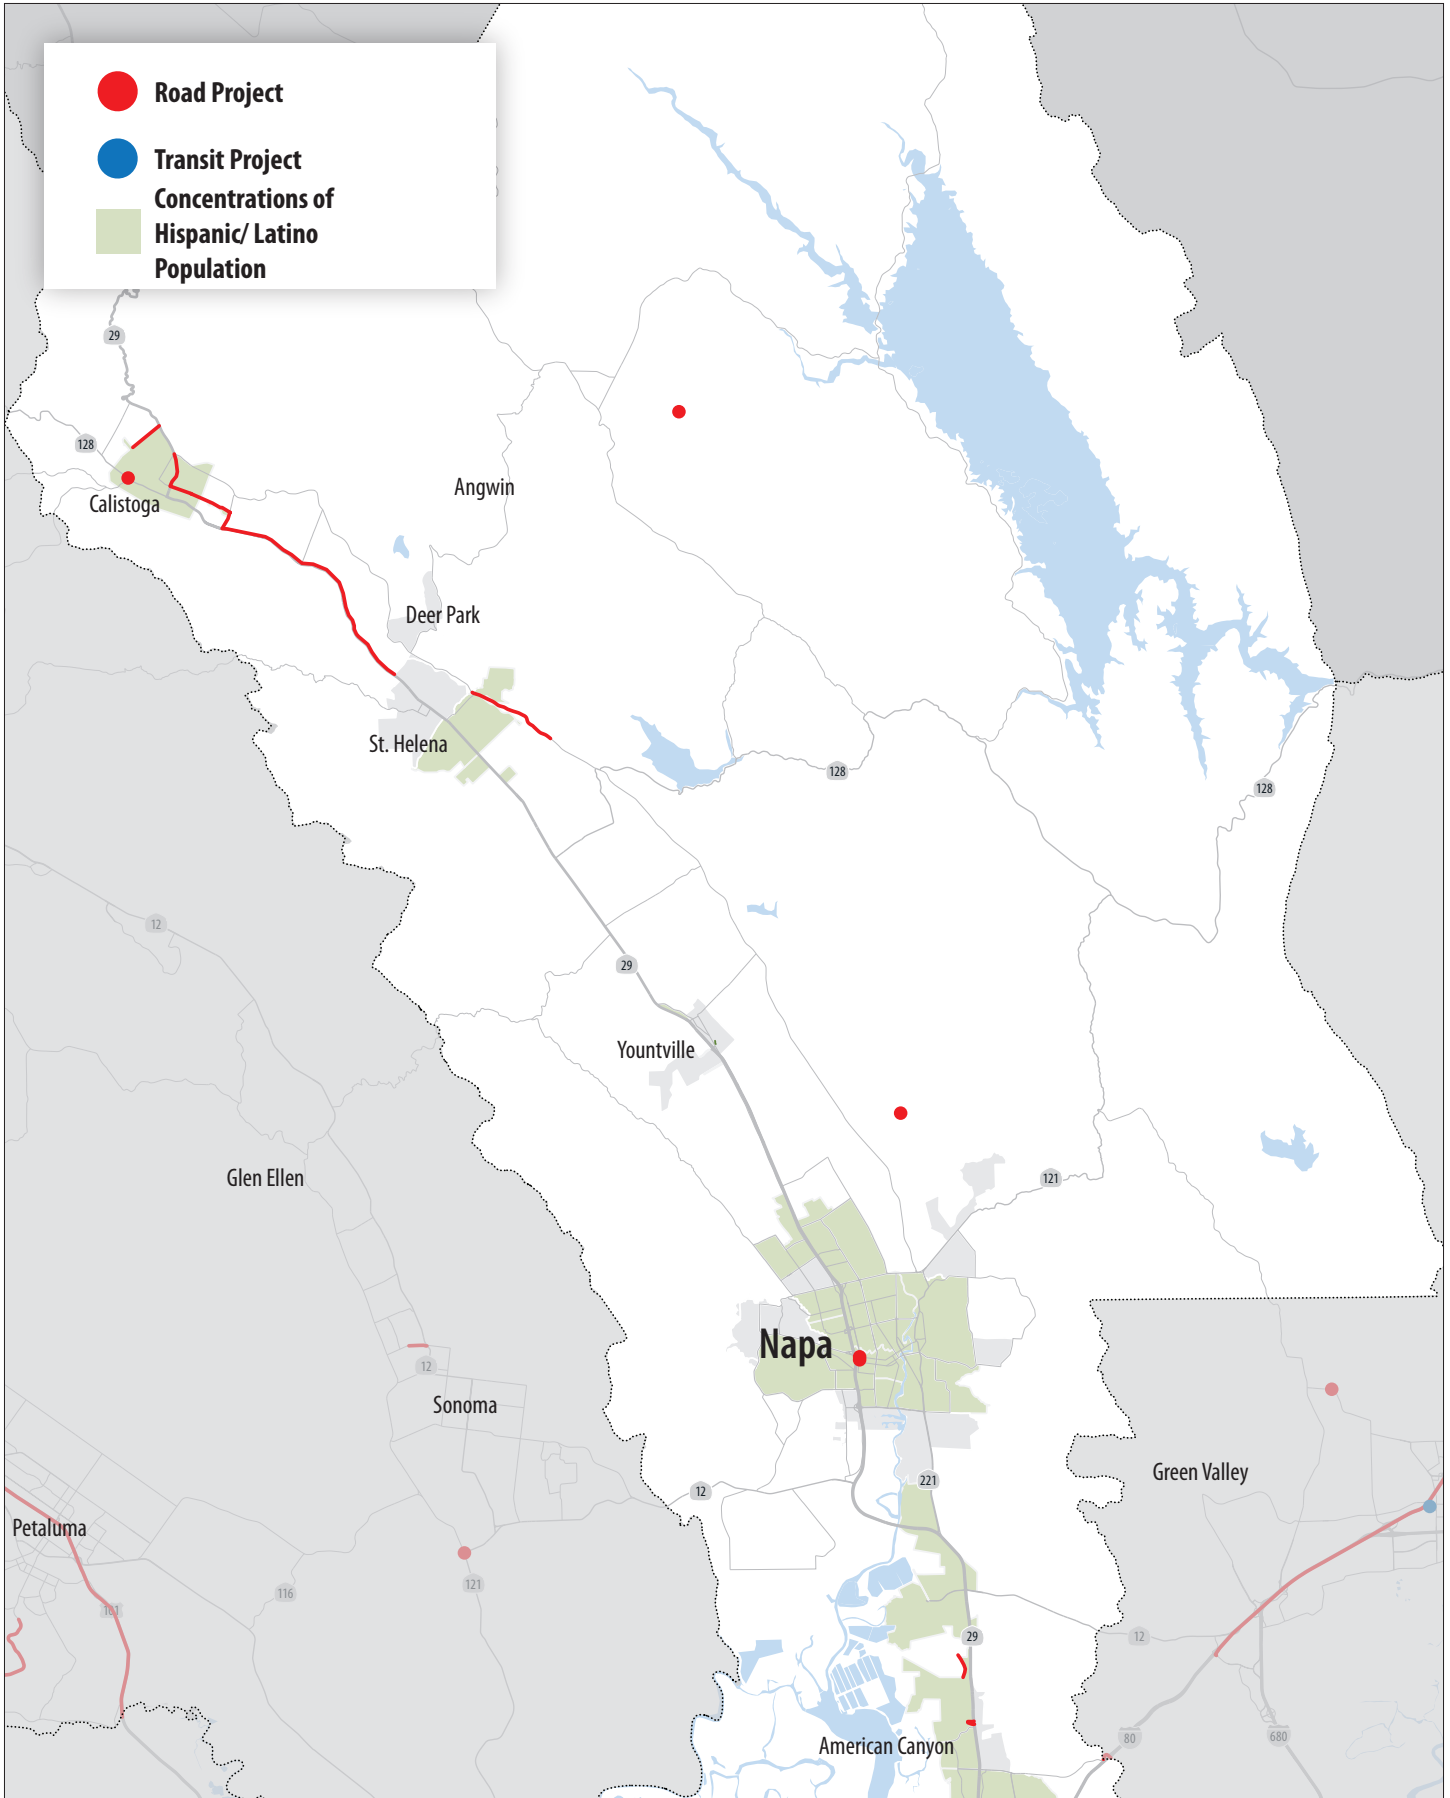 Road Project
Transit Project
Concentrations of
Hispanic/ Latino
Population
29
128
Calistoga
Angwin
Deer Park
St. Helena
128
128
12
29
Yountville
Glen Ellen
121
Napa
12
Sonoma
Green Valley
12
221
Petaluma
121
116
101
29
12
American Canyon
80
680